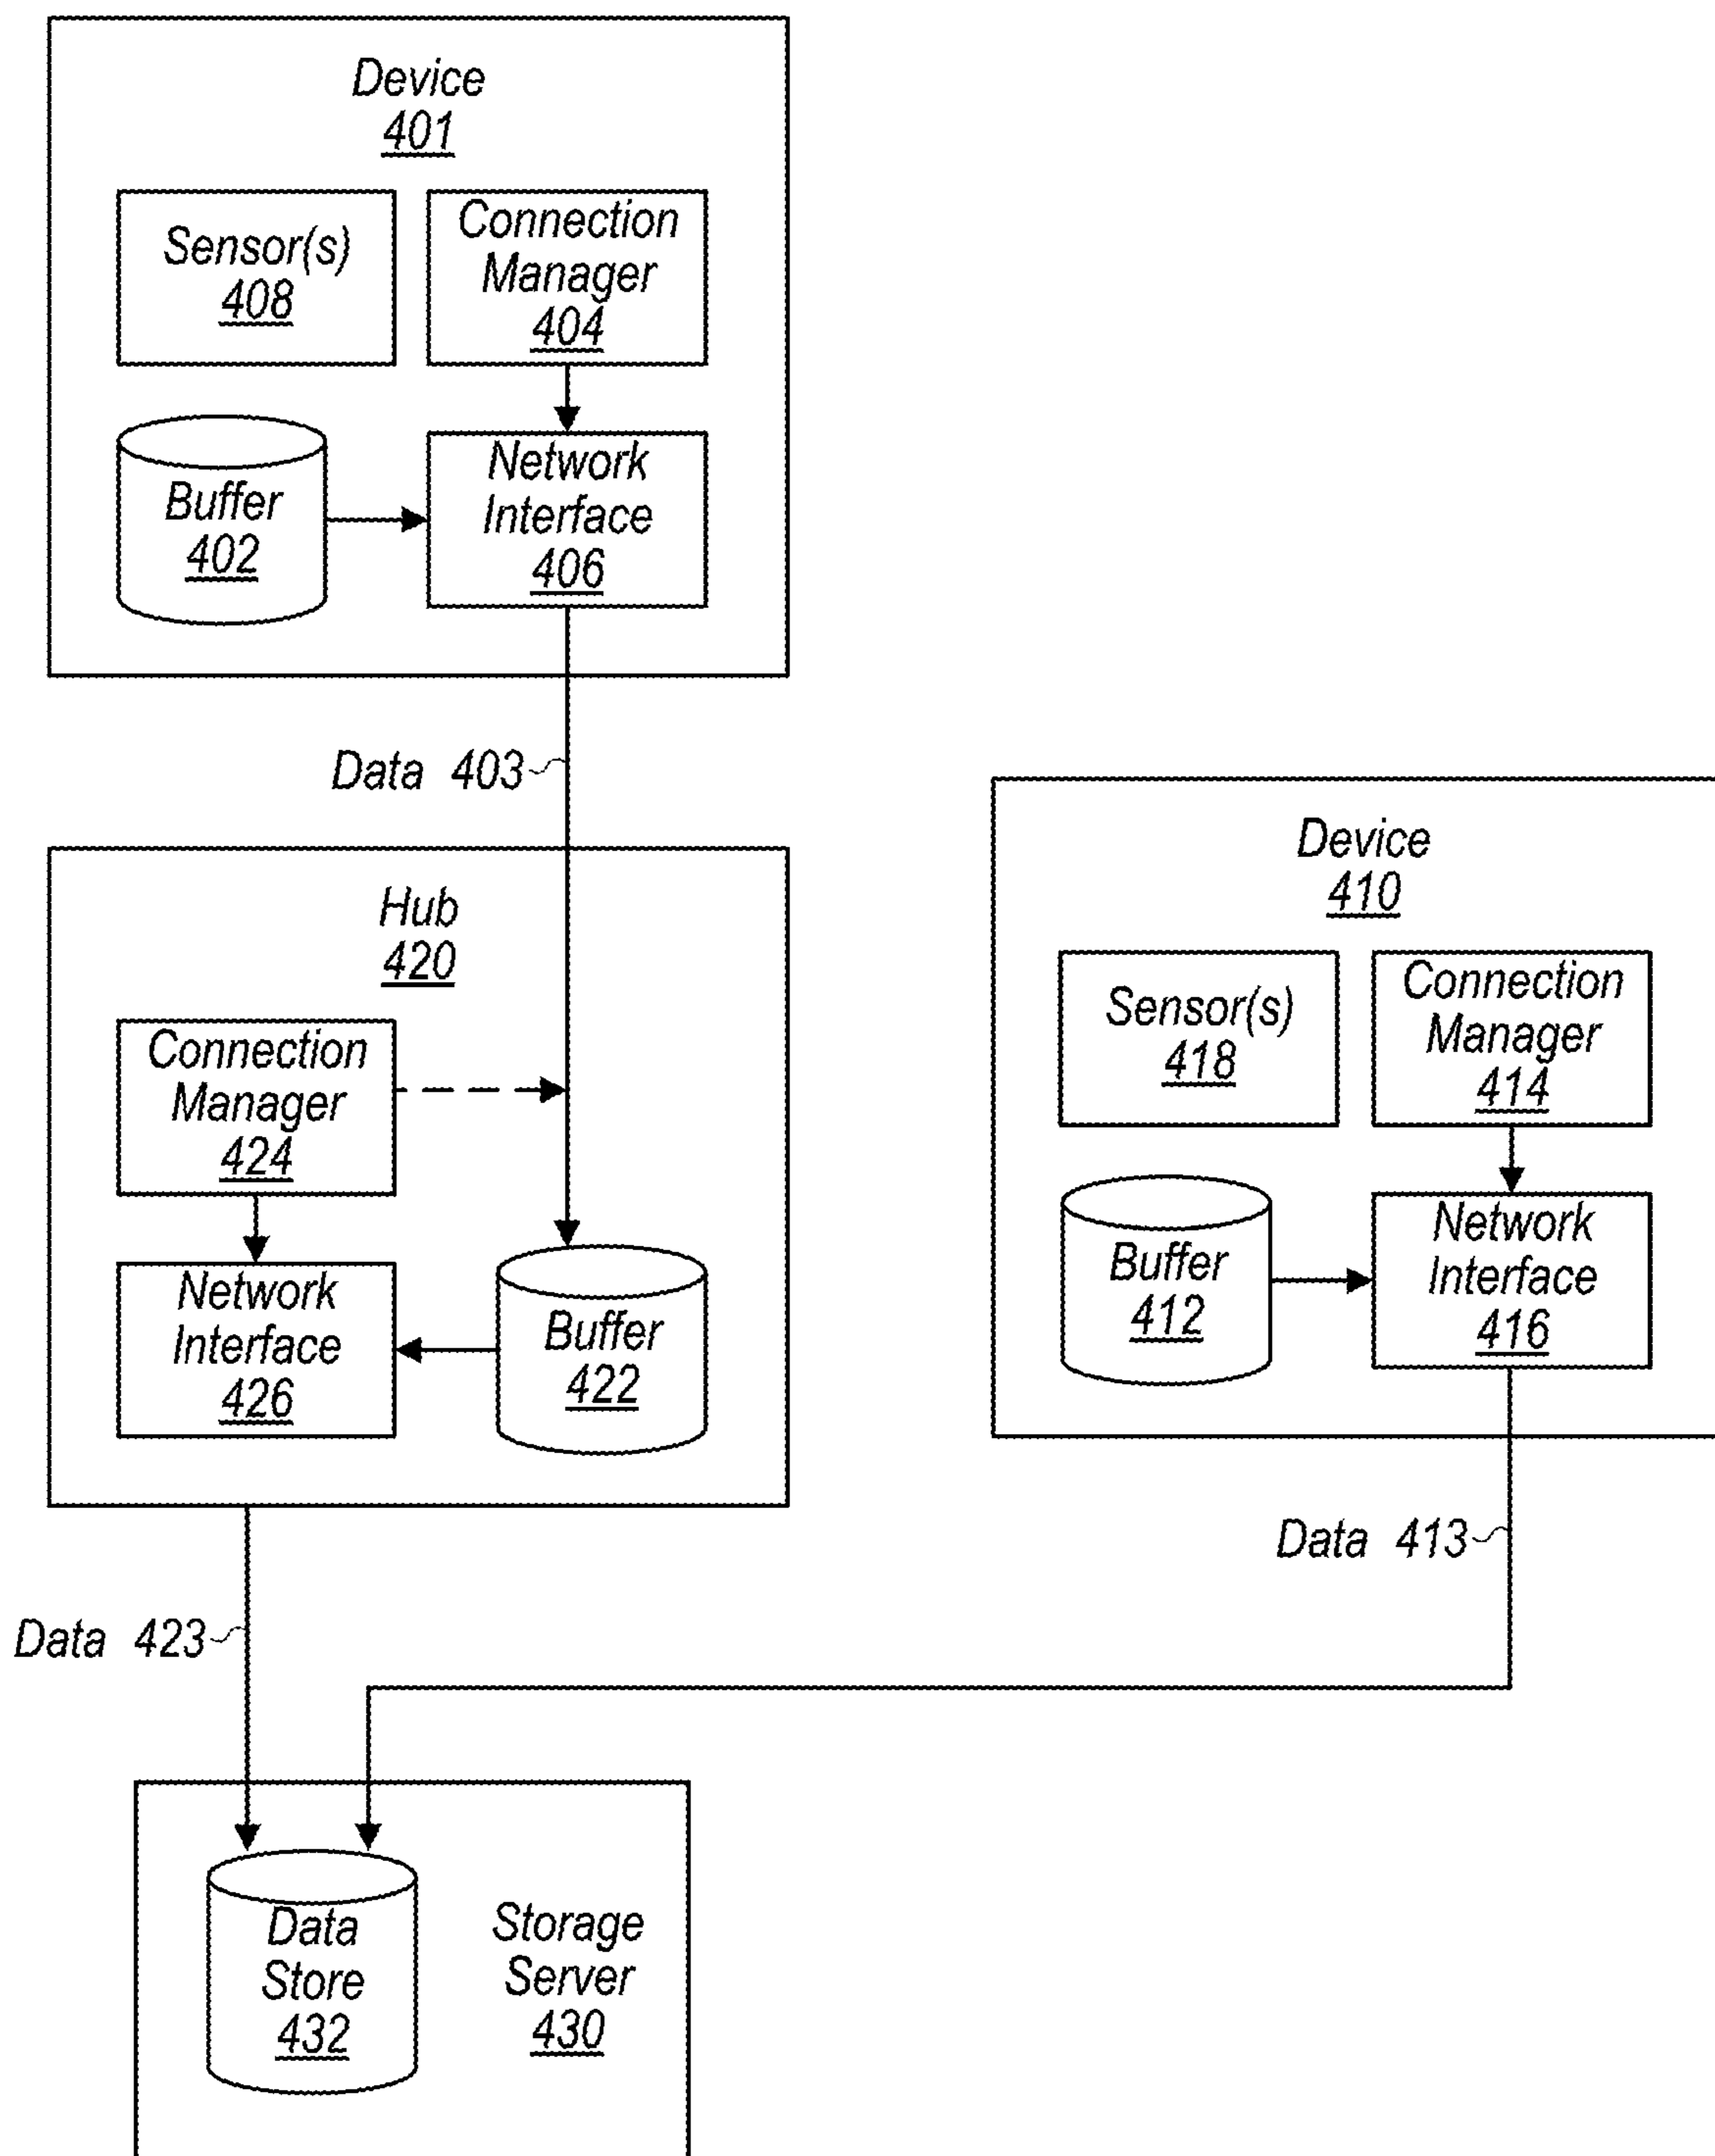 Device
401
Sensor(s)
408
Connection
Manager
404
Buffer
402
Network
Interface
406
Data 403
Hub
420
Connection
Manager
424
Network
Interface
426
Buffer
422
Device
410
Sensor(s)
418
Connection
Manager
414
Buffer
412
Network
Interface
416
Data 413
Data 423
Data
Store
432
Storage
Server
430